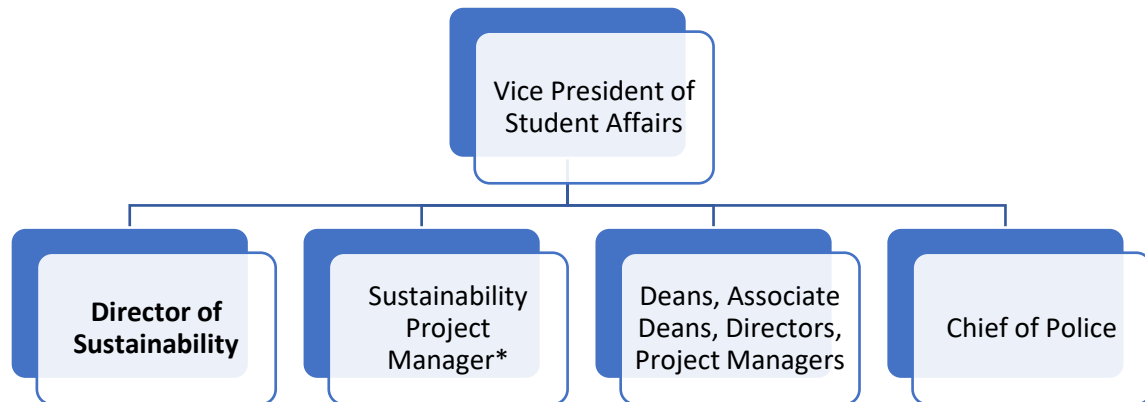 Vice President of
Student Affairs
Director of
Sustainability
Sustainability
Project
Manager*
Deans, Associate
Deans, Directors,
Project Managers
Chief of Police